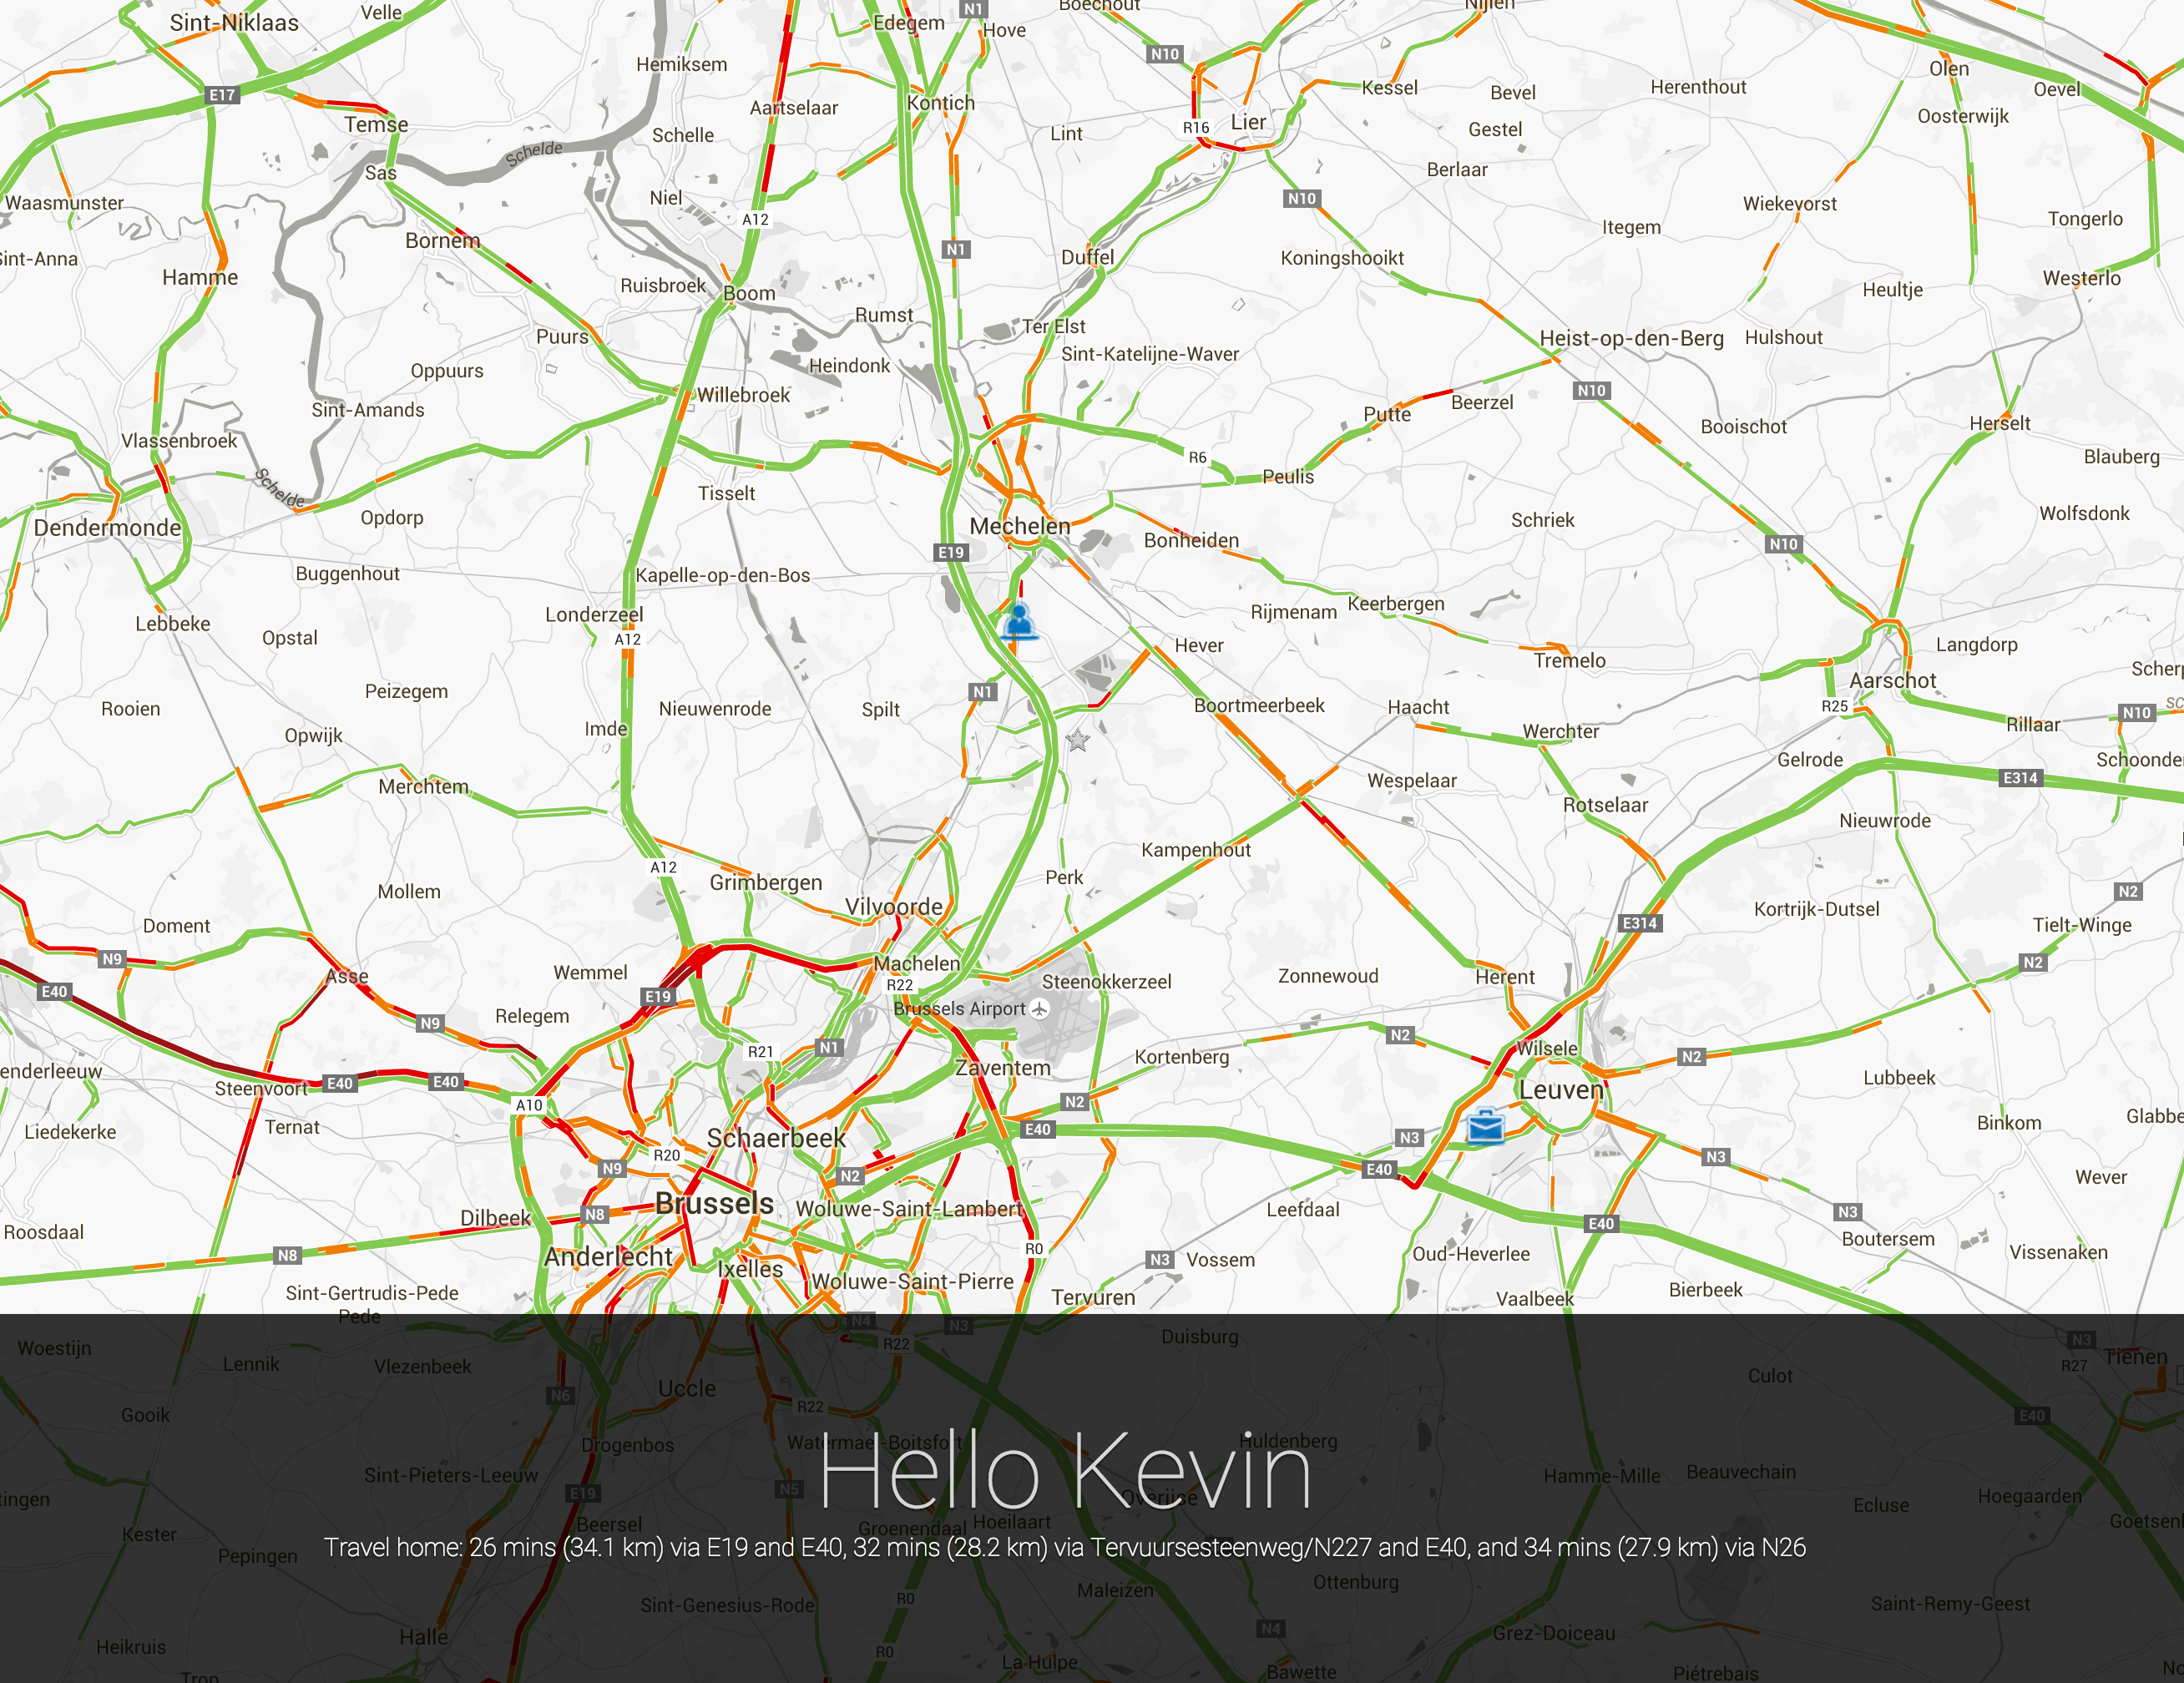 Velle
N1
Boechout
Nijlen
Sint-Niklaas
Edegem
Hove
N10
Hemiksem
Olen
E17
Aartselaar
Kontich
Kessel
Bevel
Herenthout
Oevel
Temse
Schelle
Lint
R16
Lier
Gestel
Oosterwijk
Schelde
Sas
Berlaar
Waasmunster
Niel
N10
Wiekevorst
A12
Tongerlo
Bornem
N1
Itegem
Sint-Anna
Duffel
Koningshooikt
Hamme
Ruisbroek
Boom
Heultje
Westerlo
Puurs
Rumst
Ter Elst
Heist-op-den-Berg
Hulshout
Oppuurs
Heindonk
Sint-Katelijne-Waver
Willebroek
N10
Sint-Amands
Putte
Beerzel
Herselt
Vlassenbroek
Booischot
R6
Blauberg
Schelde
Tisselt
Peulis
Dendermonde
Opdorp
Mechelen
Schriek
Wolfsdonk
E19
Bonheiden
N10
Buggenhout
Kapelle-op-den-Bos
Lebbeke
Londerzeel
Rijmenam
Keerbergen
Opstal
A12
Hever
Langdorp
Tremelo
Peizegem
N1
Aarschot
Rooien
Nieuwenrode
Spilt
Boortmeerbeek
Haacht
R25
N10
Opwijk
Imde
Werchter
Rillaar
Gelrode
Merchtem
Wespelaar
E314
Rotselaar
Nieuwrode
A12
Kampenhout
Grimbergen
Perk
Mollem
Vilvoorde
N2
Doment
E314
Kortrijk-Dutsel
Tielt-Winge
N9
Wemmel
Machelen
N2
Asse
R22
Steenokkerzeel
Zonnewoud
Herent
E40
E19
Brussels Airport
N9
Relegem
N1
R21
N2
Wilsele
Kortenberg
N2
Steenvoort
E40
E40
Zaventem
Leuven
Lubbeek
A10
N2
Liedekerke
Ternat
Schaerbeek
E40
N3
Binkom
R20
N9
N2
E40
N3
Wever
Brussels
Woluwe-Saint-Lambert
Leefdaal
N3
Roosdaal
Dilbeek
N8
E40
N8
Anderlecht
Ixelles
R0
N3
Vossem
Oud-Heverlee
Boutersem
Vissenaken
Sint-Gertrudis-Pede
Pede
Woluwe-Saint-Pierre
Tervuren
Vaalbeek
Bierbeek
N4
N3
R22
Duisburg
N3
Woestijn
Lennik
Vlezenbeek
R27
Tienen
N6
Uccle
Culot
Gooik
R22
E40
Drogenbos
Watermael-Boitsfort
Huldenberg
Hello Kevin
Sint-Pieters-Leeuw
Hamme-Mille
Beauvechain
E19
N5
Overijse
Ecluse
Hoegaarden
Kester
Beersel
Groenendaal
Hoeilaart
Travel home: 26 mins (34.1 km) via E19 and E40, 32 mins (28.2 km) via Tervuursesteenweg/N227 and E40, and 34 mins (27.9 km) via N26
Pepingen
Maleizen
Ottenburg
Sint-Genesius-Rode
R0
Saint-Remy-Geest
Halle
N4
Grez-Doiceau
Heikruis
R0
La Hulpe
Bawette
Piétrebais